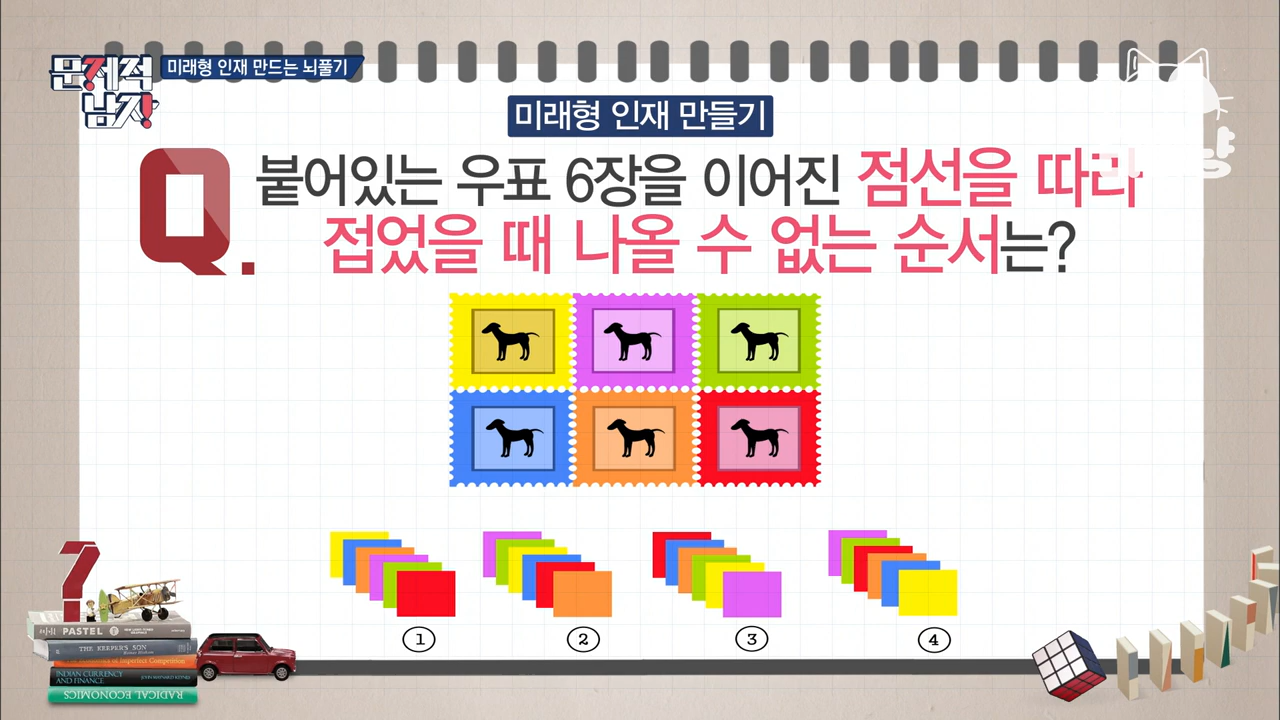 문제적
남자!
미래형 인재 만드는 뇌풀기
미래형 인재 만들기
Q. 붙어있는 우표 6장을 이어진 점선을 따라
접었을 때 나올 수 없는 순서는?
1
2
3
4
?
PASTEL
THE KEEPER'S SON
of Imperfect Competition
INDIAN CURRENCY
AND FINANCE
RADICAL ECONOMICS